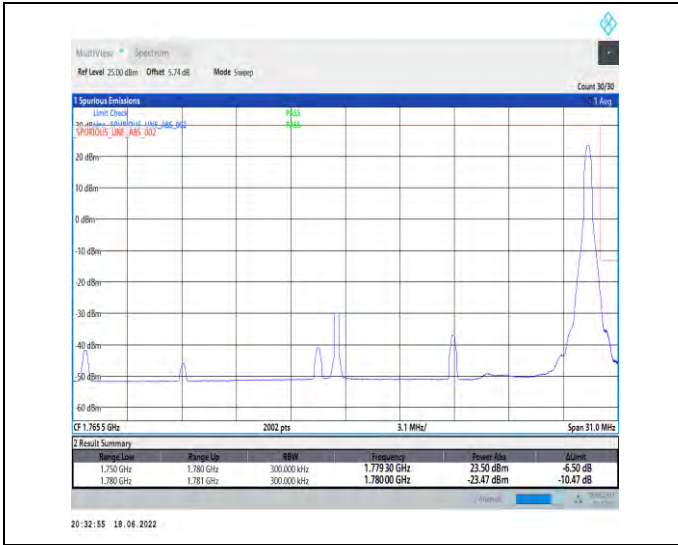 MultiView Spectrum
Ref Level 25.00 dBm Offset 5.74 dB Mode Sweep
Count 30/30
1 Spurious Emissions 1 Avg
Limit Check PASS
SPURIOUS_LINE_ABS_002 PASS
SPURIOUS_LINE_ABS_002
20 dBm
10 dBm
0 dBm
-10 dBm
-20 dBm
-30 dBm
-40 dBm
-50 dBm
-60 dBm
CF 1.7655 GHz 2002 pts 3.1 MHz/ Span 31.0 MHz
2 Result Summary
Range Low Range Up RBW Frequency Power Abs ΔLimit
1.750 GHz 1.780 GHz 300.000 kHz 1.779 30 GHz 23.50 dBm -6.50 dB
1.780 GHz 1.781 GHz 300.000 kHz 1.780 00 GHz -23.47 dBm -10.47 dB
20:32:55 18.06.2022